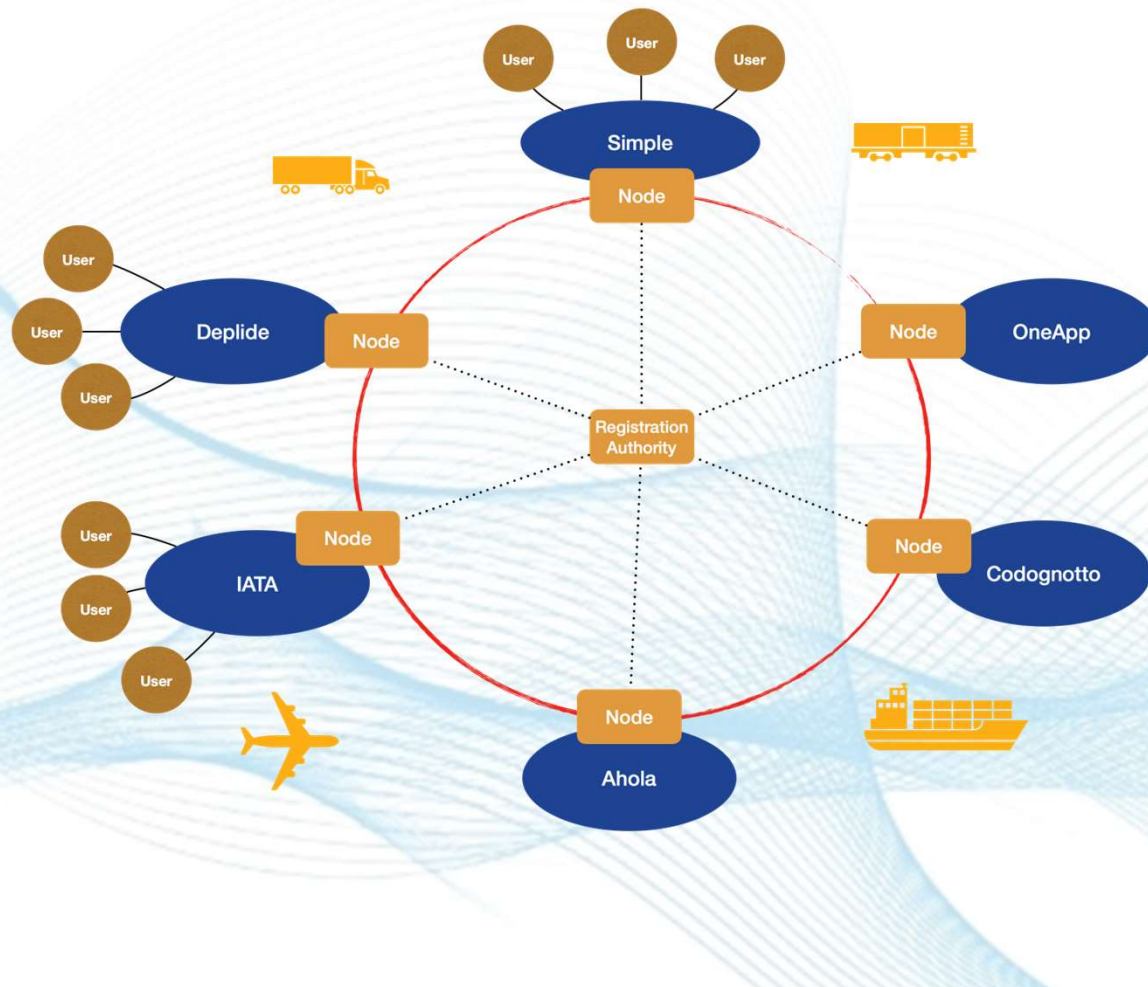 User
User
User
Simple
Node
User
User
User
Deplide
Node
Node
OneApp
Registration
Authority
User
User
User
IATA
Node
Node
Codognotto
Node
Ahola